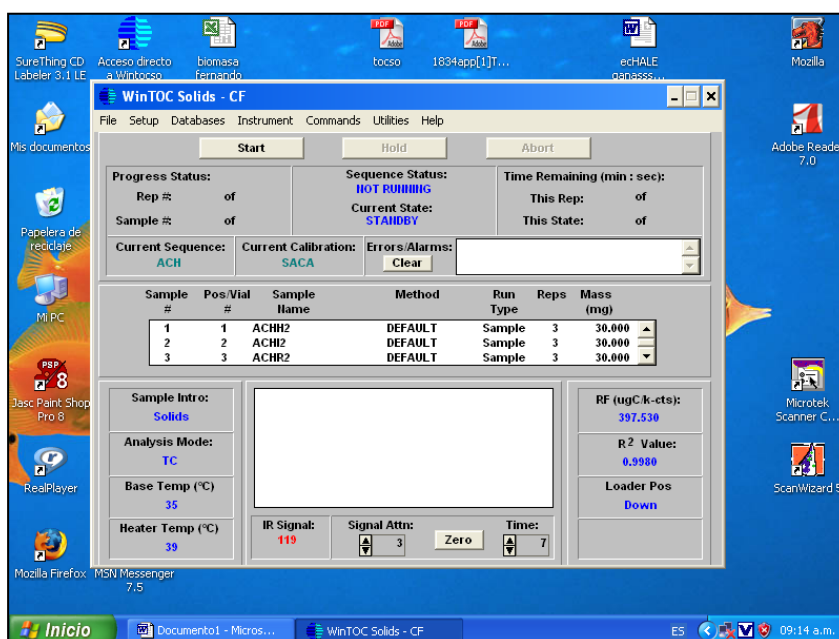 SureThing CD
Labeler 3.1 LE
Acceso directo
a Wintocso
biomasa
fernando
tocso
1834app[1]T...
ecHALE
ganasss...
Mozilla
Mis documentos
Adobe Reade
7.0
Papelera de
reciclaje
Mi PC
Jasc Paint Shop
Pro 8
Microtek
Scanner C...
RealPlayer
ScanWizard 5
Mozilla Firefox
MSN Messenger
7.5
WinTOC Solids - CF
File Setup Databases Instrument Commands Utilities Help
Start Hold Abort
Progress Status:
Rep #: of
Sample #: of
Sequence Status:
NOT RUNNING
Current State:
STANDBY
Time Remaining (min : sec):
This Rep: of
This State: of
Current Sequence:
ACH
Current Calibration:
SACA
Errors/Alarms:
Clear
Sample Pos/Vial Sample Method Run Reps Mass
# # Name Type (mg)
1 1 ACHH2 DEFAULT Sample 3 30.000
2 2 ACHI2 DEFAULT Sample 3 30.000
3 3 ACHR2 DEFAULT Sample 3 30.000
Sample Intro:
Solids
Analysis Mode:
TC
Base Temp (°C)
35
Heater Temp (°C)
39
IR Signal:
119
Signal Attn:
3
Zero
Time:
7
RF (ugC/k-cts):
397.530
R2 Value:
0.9980
Loader Pos
Down
Inicio Documento1 - Micros... WinTOC Solids - CF ES 09:14 a.m.